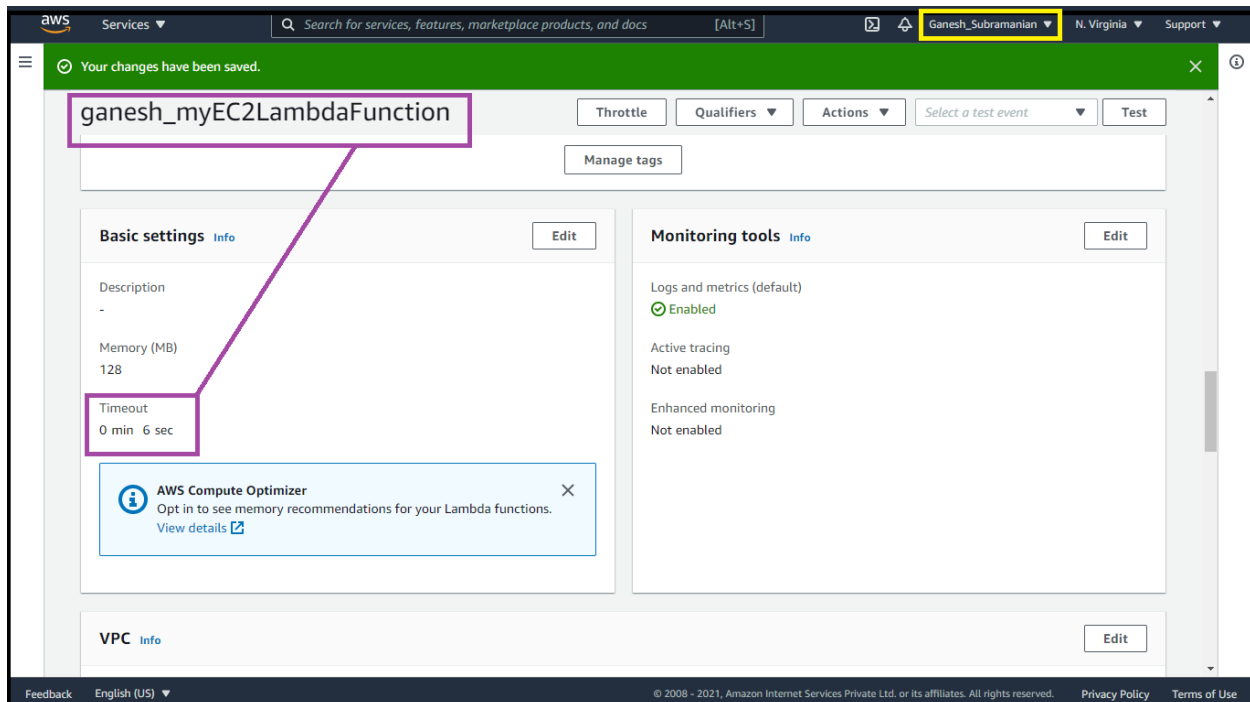 aws Services ▼ Search for services, features, marketplace products, and docs [Alt+S] Ganesh_Subramanian ▼ N. Virginia ▼ Support ▼
Your changes have been saved.
ganesh_myEC2LambdaFunction Throttle Qualifiers ▼ Actions ▼ Select a test event ▼ Test
Manage tags
Basic settings Info Edit
Description
-
Memory (MB)
128
Timeout
0 min 6 sec
AWS Compute Optimizer
Opt in to see memory recommendations for your Lambda functions.
View details
Monitoring tools Info Edit
Logs and metrics (default)
Enabled
Active tracing
Not enabled
Enhanced monitoring
Not enabled
VPC Info Edit
Feedback English (US) ▼ © 2008 - 2021, Amazon Internet Services Private Ltd. or its affiliates. All rights reserved. Privacy Policy Terms of Use